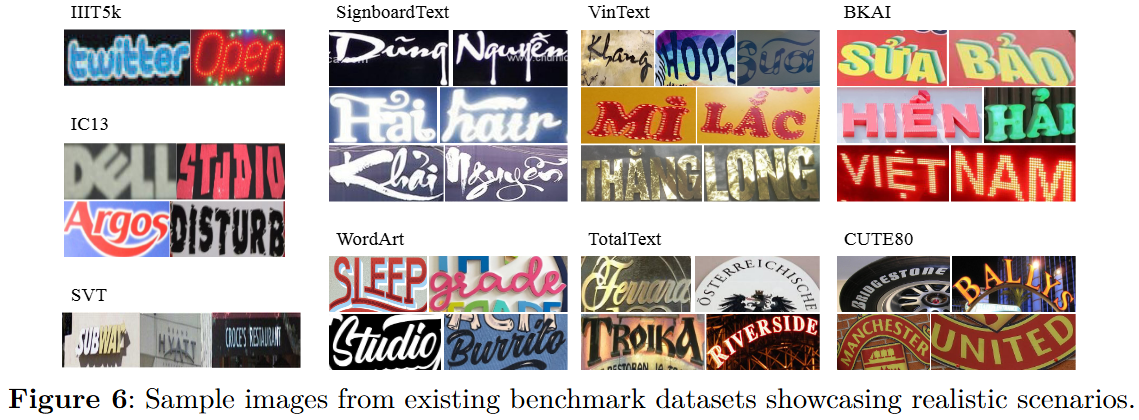 IIIT5k
twitter Open
IC13
DELL STUDIO
Argos DISTURB
SVT
SUBWAY HYATT CROCE'S RESTAURANT
SignboardText
Dũng Nguyễn
Hải hair
Khải Nguyễn
WordArt
SLEEP grade
Studio Burrito
VinText
Khang HOPE Sươi
MÌ LẮC
THĂNG LONG
TotalText
Ferrand ÖSTERREICHISCHE
TROIKA RIVERSIDE
BKAI
SỬA BẢO
HIỀN HẢI
VIỆT NAM
CUTE80
BRIDGESTONE BALLYS
MANCHESTER UNITED
Figure 6: Sample images from existing benchmark datasets showcasing realistic scenarios.